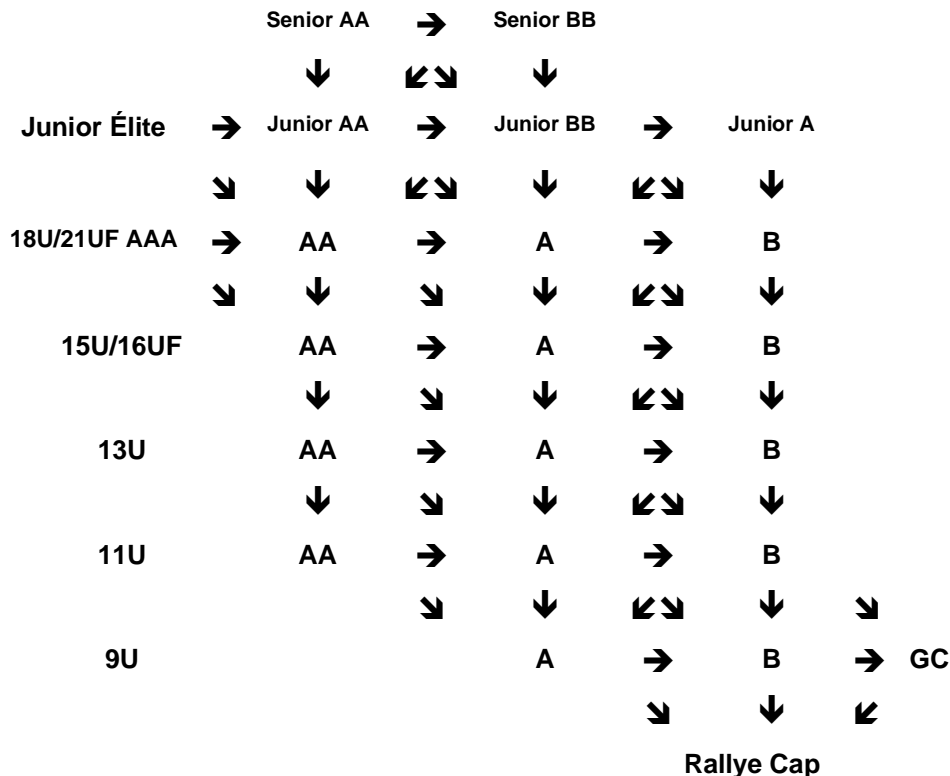 Senior AA → Senior BB
↓ ↙↘ ↓
Junior Élite → Junior AA → Junior BB → Junior A
↘ ↓ ↙↘ ↓ ↙↘ ↓
18U/21UF AAA → AA → A → B
↘ ↓ ↘ ↓ ↙↘ ↓
15U/16UF AA → A → B
↓ ↘ ↓ ↙↘ ↓
13U AA → A → B
↓ ↘ ↓ ↙↘ ↓
11U AA → A → B
↘ ↓ ↙↘ ↓ ↘
9U A → B → GC
↘ ↓ ↙
Rallye Cap